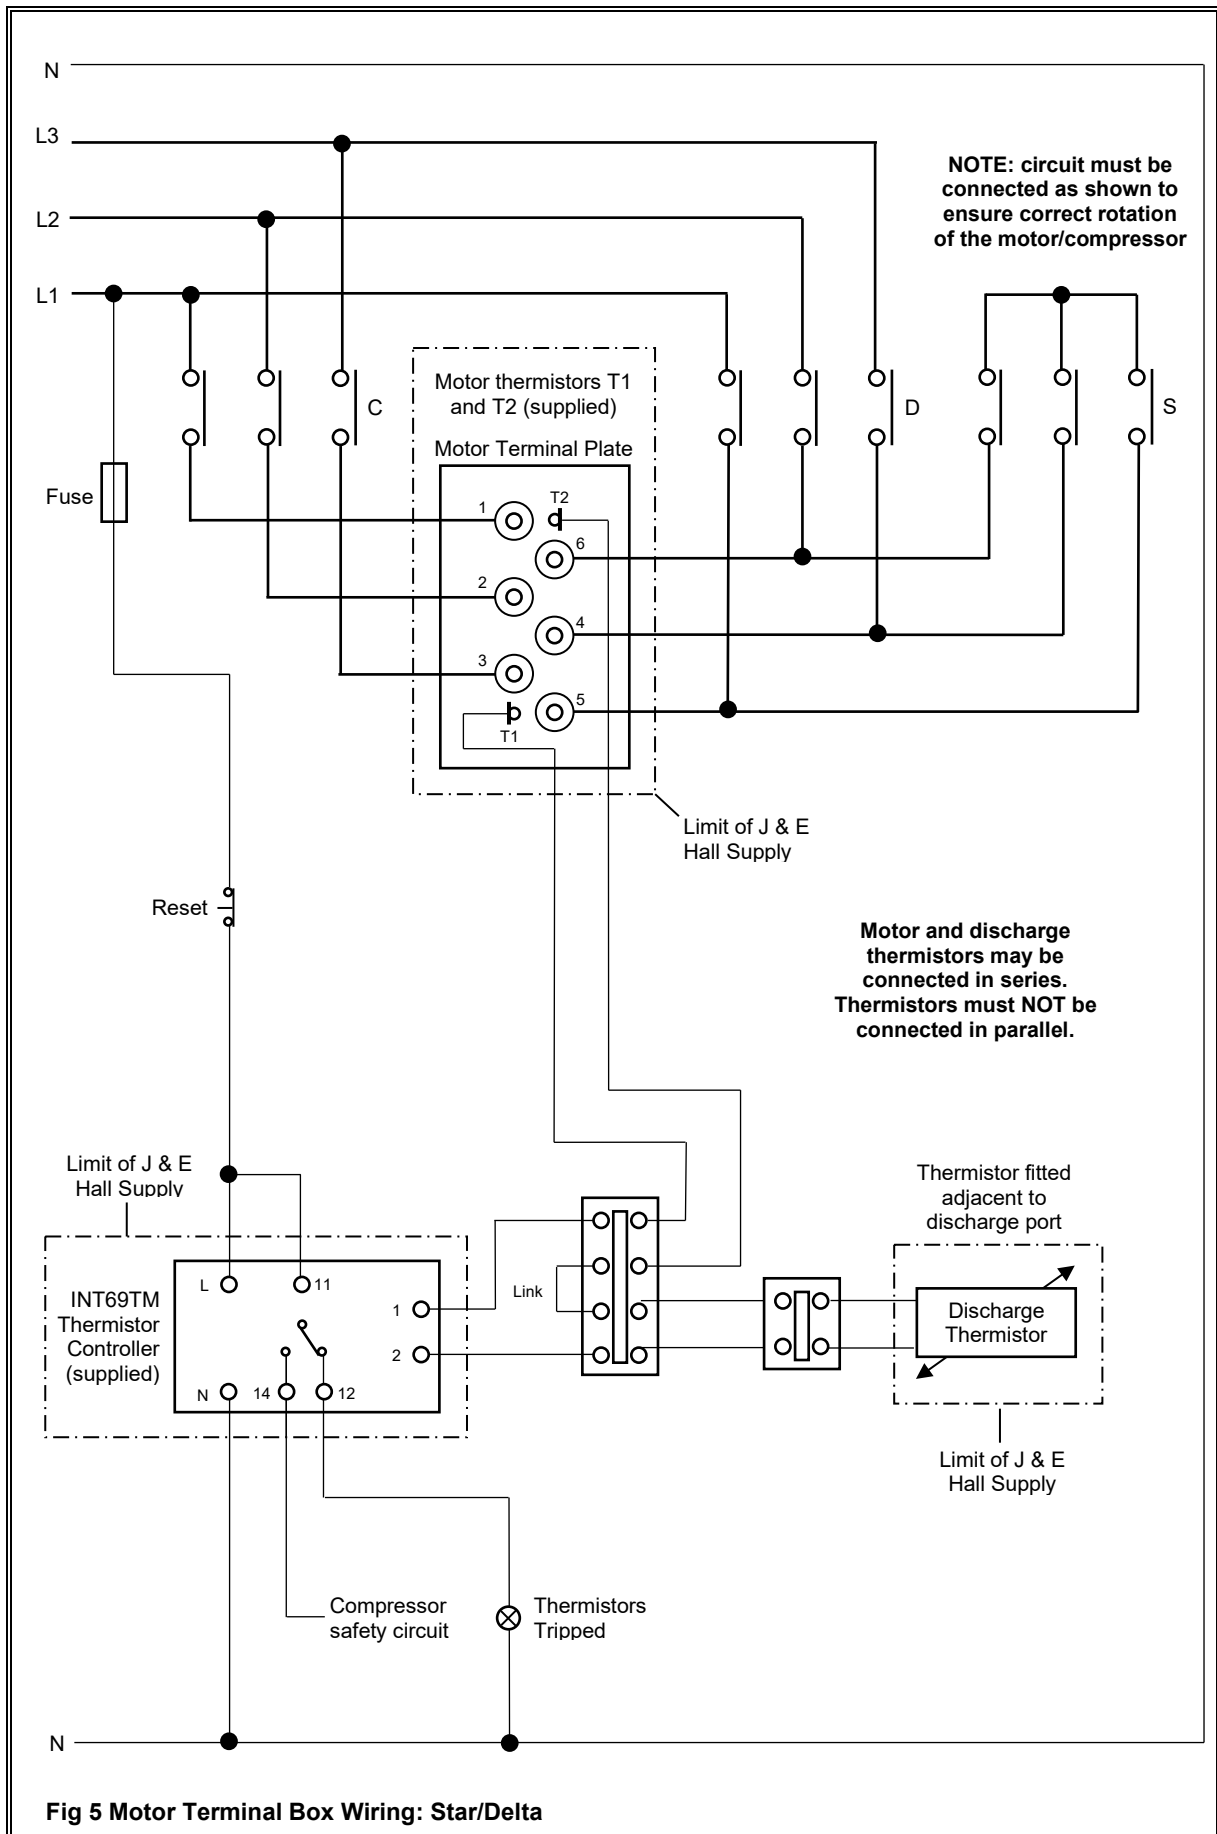 N
L3
NOTE: circuit must be
connected as shown to
ensure correct rotation
of the motor/compressor
L2
L1
Motor thermistors T1
and T2 (supplied)
C
D
S
Motor Terminal Plate
Fuse
1
T2
6
2
4
3
5
T1
Limit of J & E
Hall Supply
Reset
Motor and discharge
thermistors may be
connected in series.
Thermistors must NOT be
connected in parallel.
Limit of J & E
Hall Supply
Thermistor fitted
adjacent to
discharge port
INT69TM
Thermistor
Controller
(supplied)
L
11
1
2
N
14
12
Link
Discharge
Thermistor
Limit of J & E
Hall Supply
Compressor
safety circuit
Thermistors
Tripped
N
Fig 5 Motor Terminal Box Wiring: Star/Delta